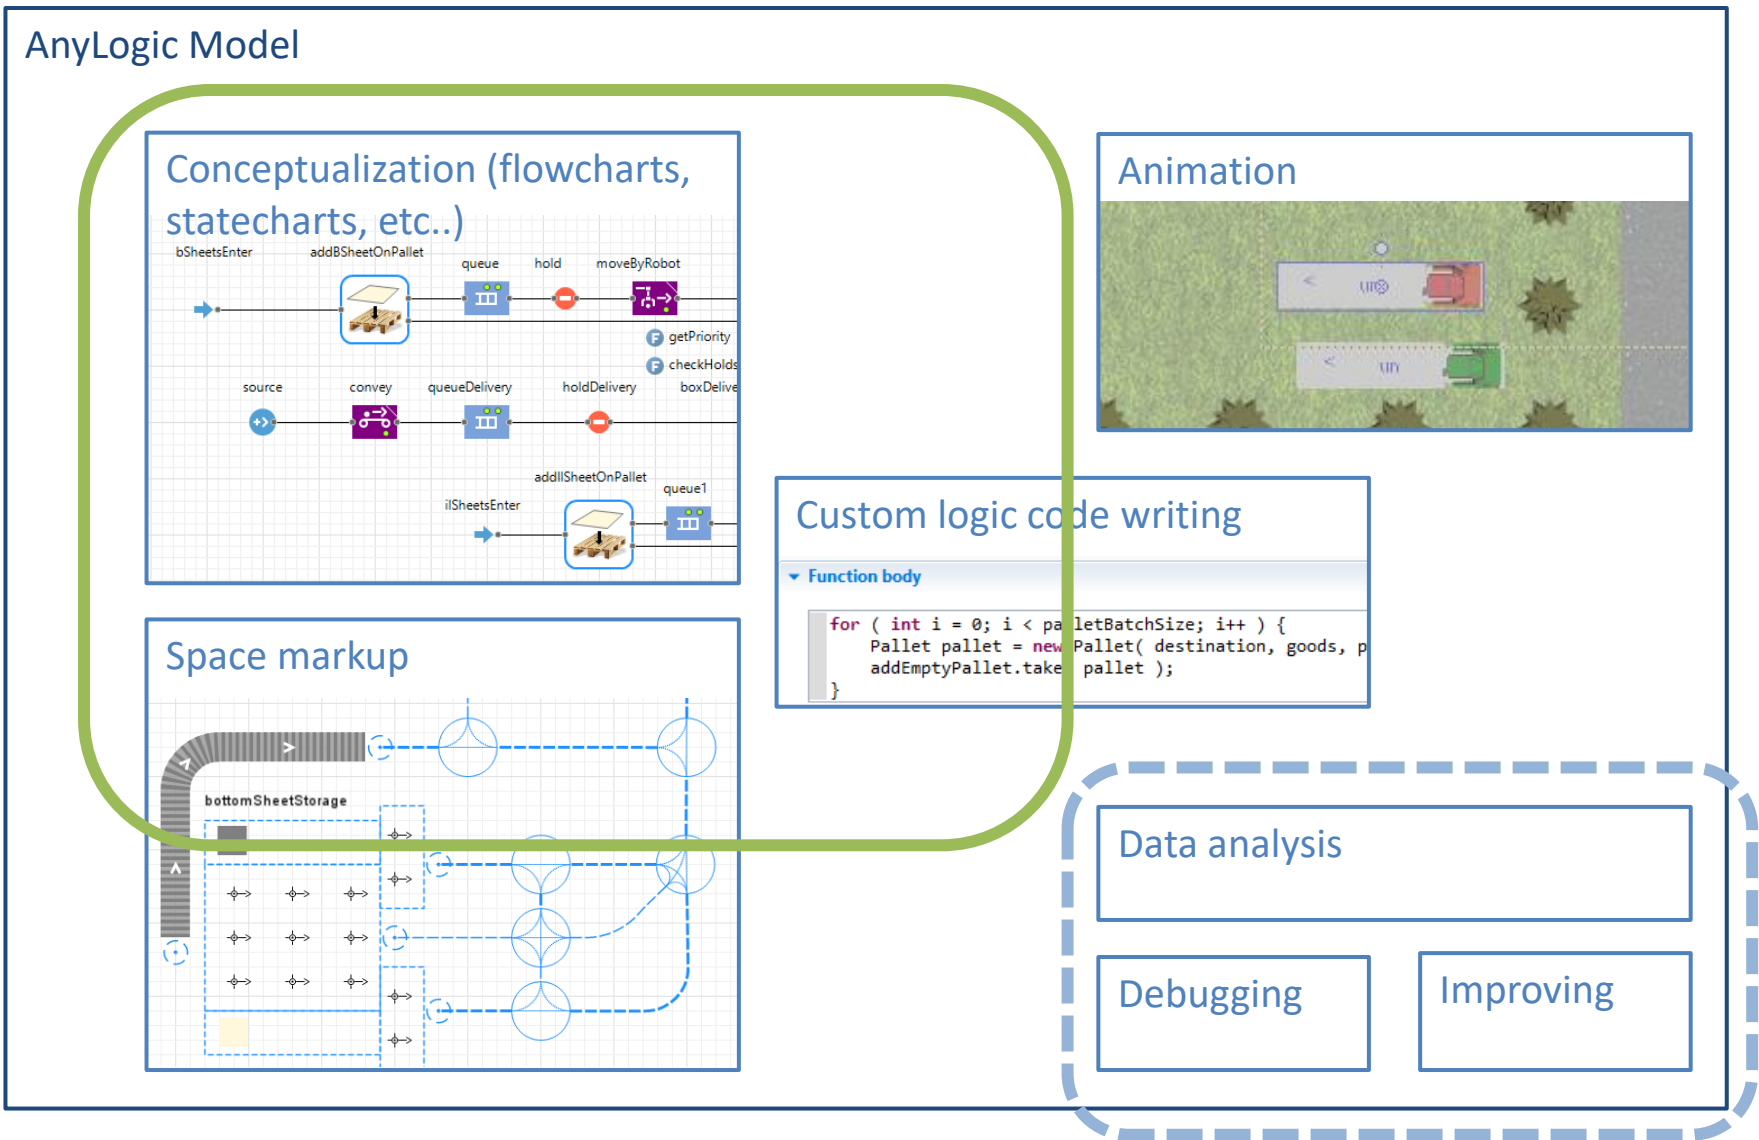 AnyLogic Model
Conceptualization (flowcharts,
statecharts, etc..)
bSheetsEnter
addBSheetOnPallet
queue
hold
moveByRobot
getPriority
checkHolds
source
convey
queueDelivery
holdDelivery
boxDelive
addIlSheetOnPallet
queue1
ilSheetsEnter
Animation
Custom logic code writing
Function body
for ( int i = 0; i < palletBatchSize; i++ ) {
Pallet pallet = new Pallet( destination, goods, p
addEmptyPallet.take( pallet );
}
Space markup
bottomSheetStorage
Data analysis
Debugging
Improving